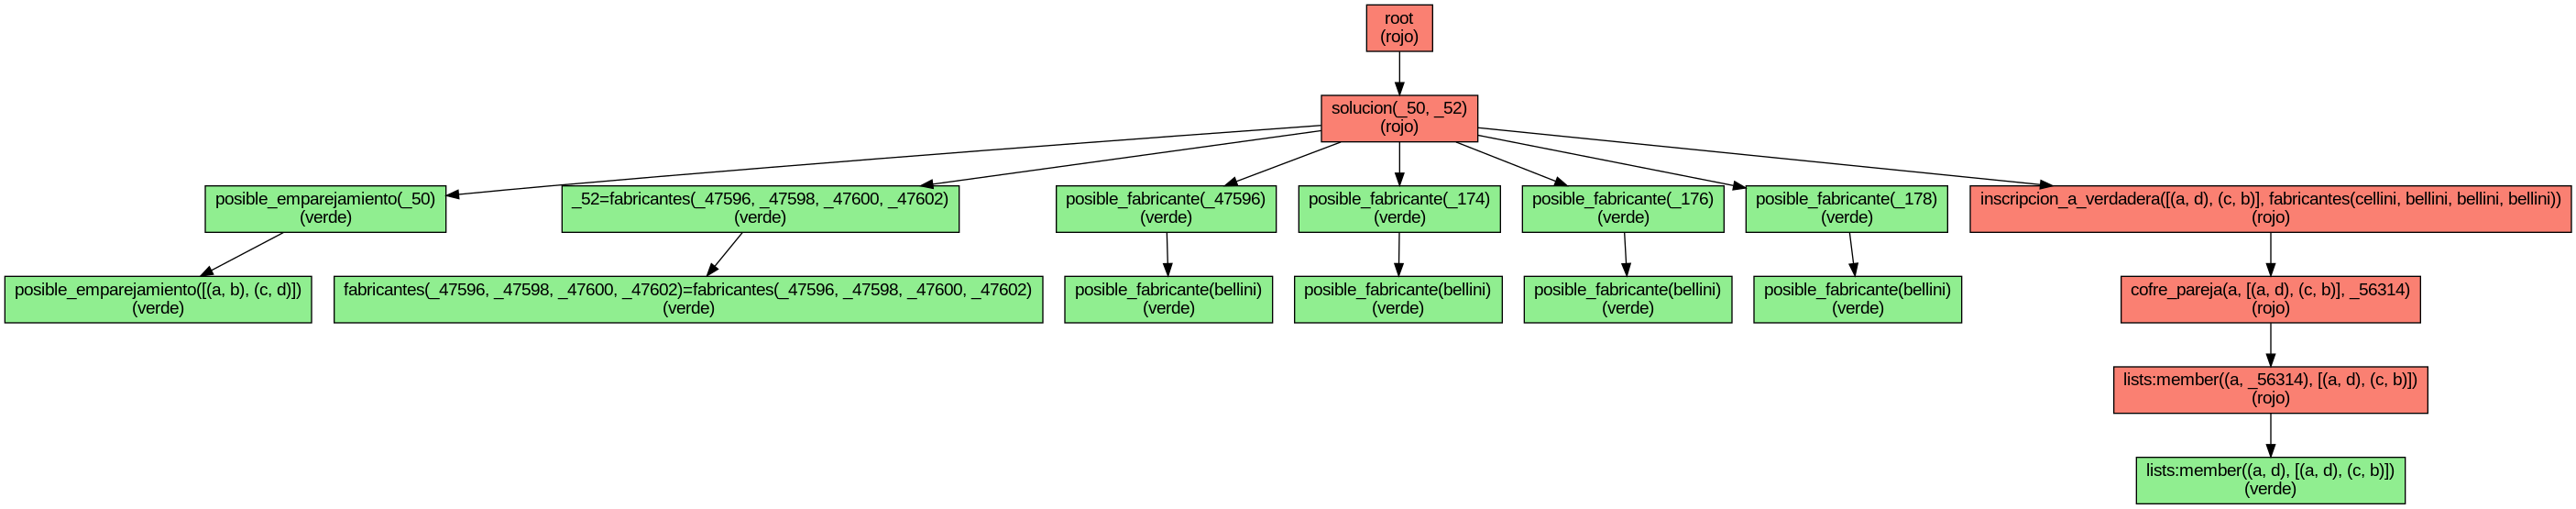 root
(rojo)
solucion(_50, _52)
(rojo)
posible_emparejamiento(_50)
(verde)
_52=fabricantes(_47596, _47598, _47600, _47602)
(verde)
posible_fabricante(_47596)
(verde)
posible_fabricante(_174)
(verde)
posible_fabricante(_176)
(verde)
posible_fabricante(_178)
(verde)
inscripcion_a_verdadera([(a, d), (c, b)], fabricantes(cellini, bellini, bellini, bellini))
(rojo)
posible_emparejamiento([(a, b), (c, d)])
(verde)
fabricantes(_47596, _47598, _47600, _47602)=fabricantes(_47596, _47598, _47600, _47602)
(verde)
posible_fabricante(bellini)
(verde)
posible_fabricante(bellini)
(verde)
posible_fabricante(bellini)
(verde)
posible_fabricante(bellini)
(verde)
cofre_pareja(a, [(a, d), (c, b)], _56314)
(rojo)
lists:member((a, _56314), [(a, d), (c, b)])
(rojo)
lists:member((a, d), [(a, d), (c, b)])
(verde)